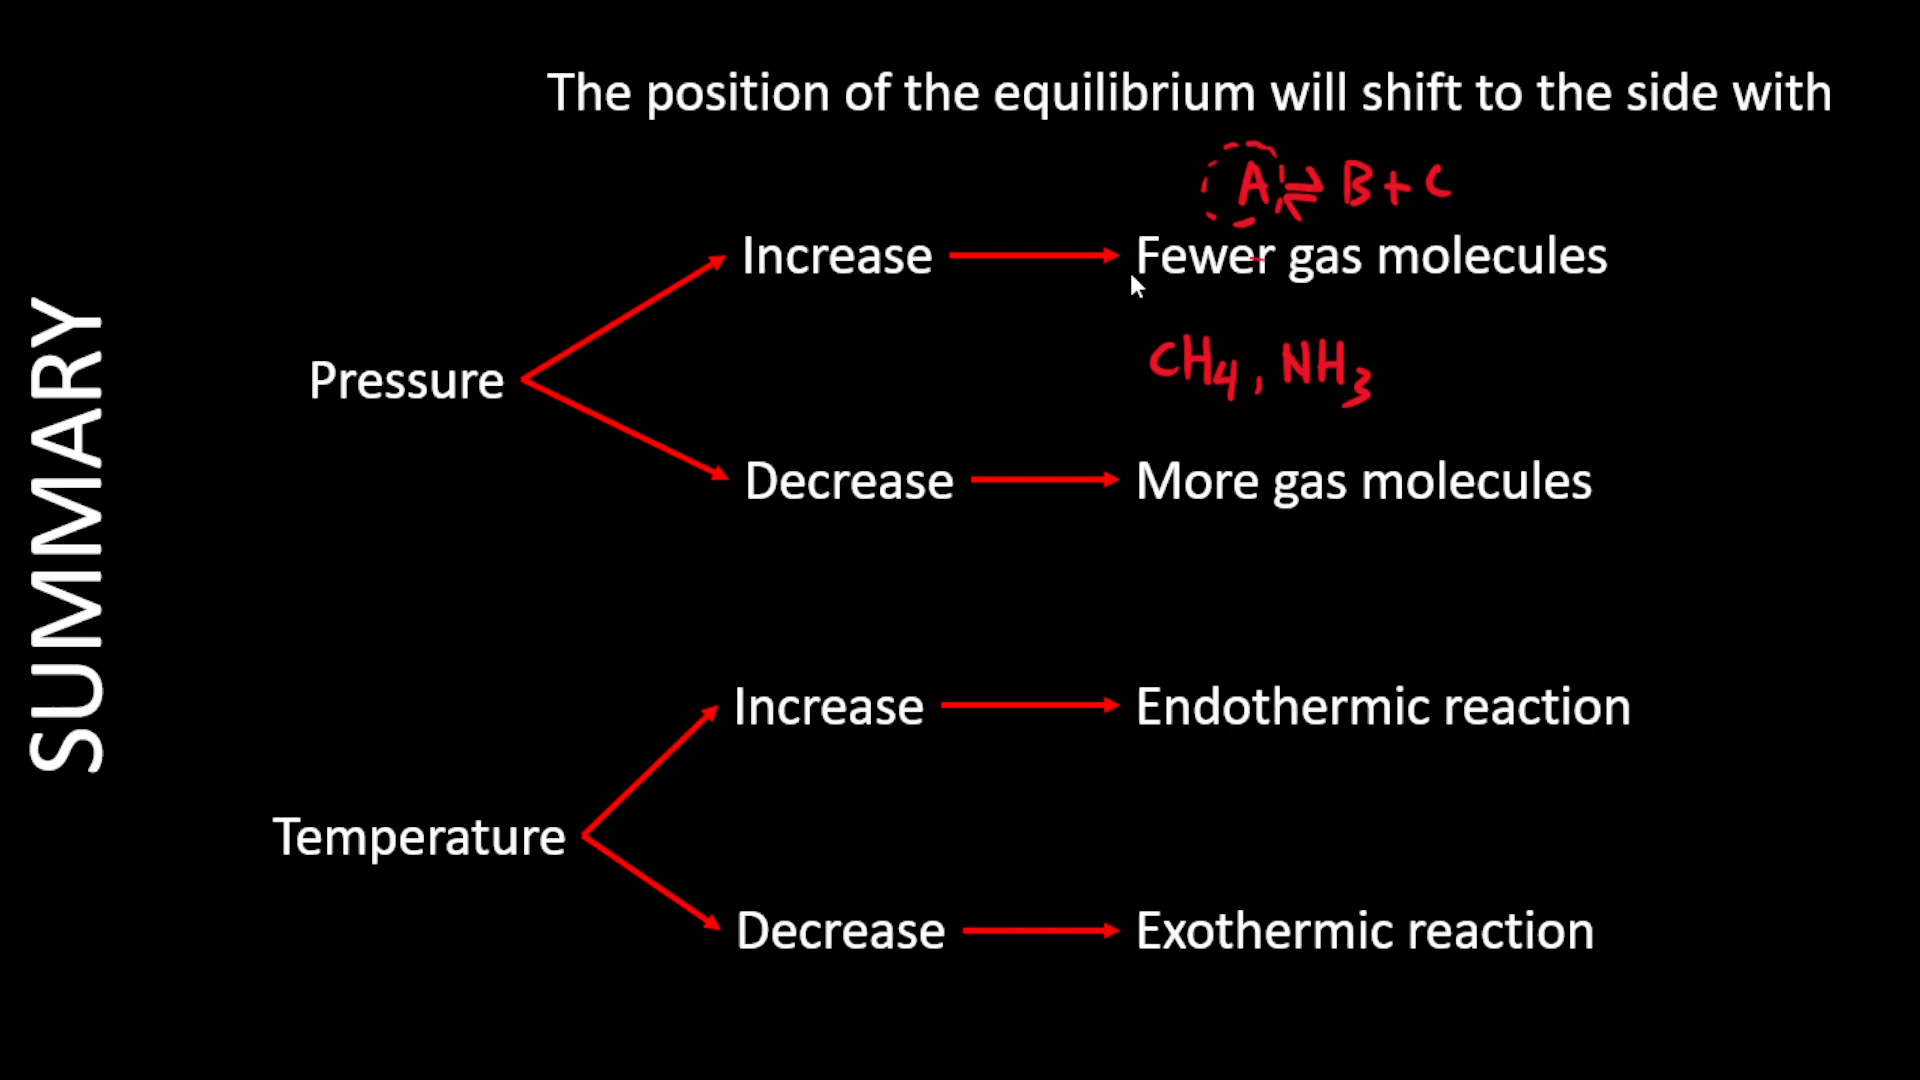 SUMMARY
The position of the equilibrium will shift to the side with
A ⇌ B + C
Increase
Fewer gas molecules
Pressure
CH4, NH3
Decrease
More gas molecules
Increase
Endothermic reaction
Temperature
Decrease
Exothermic reaction